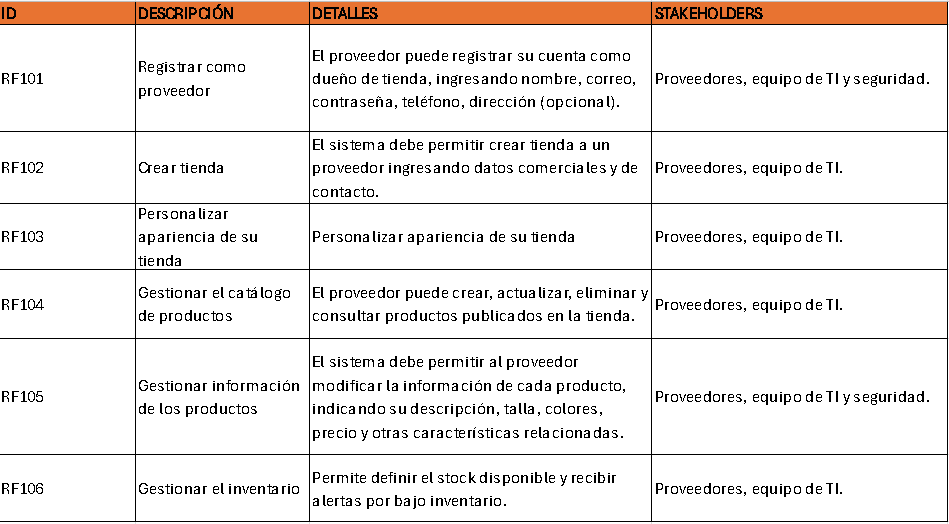 ID DESCRIPCIÓN DETALLES STAKEHOLDERS
RF101
Registrar como
proveedor
El proveedor puede registrar su cuenta como
dueño de tienda, ingresando nombre, correo,
contraseña, teléfono, dirección (opcional).
Proveedores, equipo de TI y seguridad.
RF102
Crear tienda
El sistema debe permitir crear tienda a un
proveedor ingresando datos comerciales y de
contacto.
Proveedores, equipo de TI.
RF103
Personalizar
apariencia de su
tienda
Personalizar apariencia de su tienda
Proveedores, equipo de TI.
RF104
Gestionar el catálogo
de productos
El proveedor puede crear, actualizar, eliminar y
consultar productos publicados en la tienda.
Proveedores, equipo de TI.
RF105
Gestionar información
de los productos
El sistema debe permitir al proveedor
modificar la información de cada producto,
indicando su descripción, talla, colores,
precio y otras características relacionadas.
Proveedores, equipo de TI y seguridad.
RF106
Gestionar el inventario
Permite definir el stock disponible y recibir
alertas por bajo inventario.
Proveedores, equipo de TI.